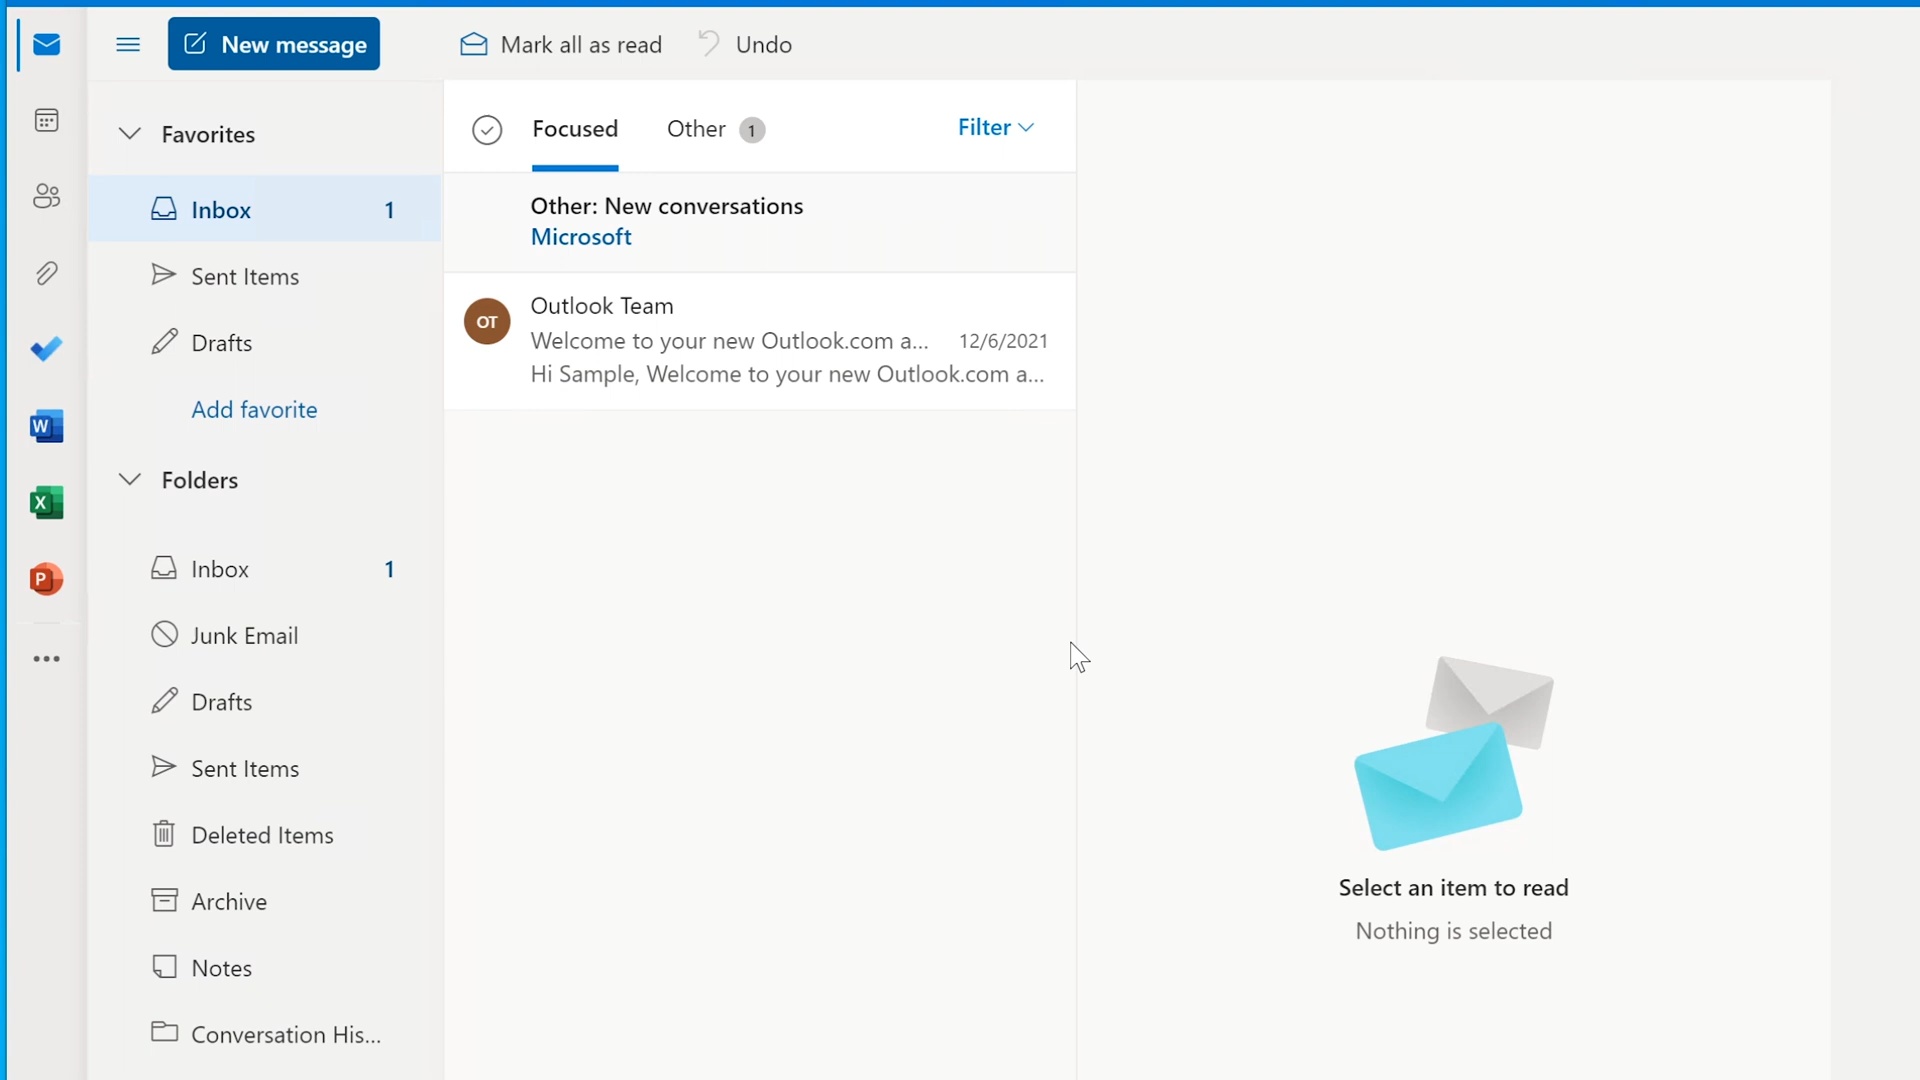 New message
Mark all as read
Undo
Favorites
Inbox 1
Sent Items
Drafts
Add favorite
Folders
Inbox 1
Junk Email
Drafts
Sent Items
Deleted Items
Archive
Notes
Conversation His...
Focused
Other 1
Filter
Other: New conversations
Microsoft
OT
Outlook Team
Welcome to your new Outlook.com a... 12/6/2021
Hi Sample, Welcome to your new Outlook.com a...
W
X
P
Select an item to read
Nothing is selected